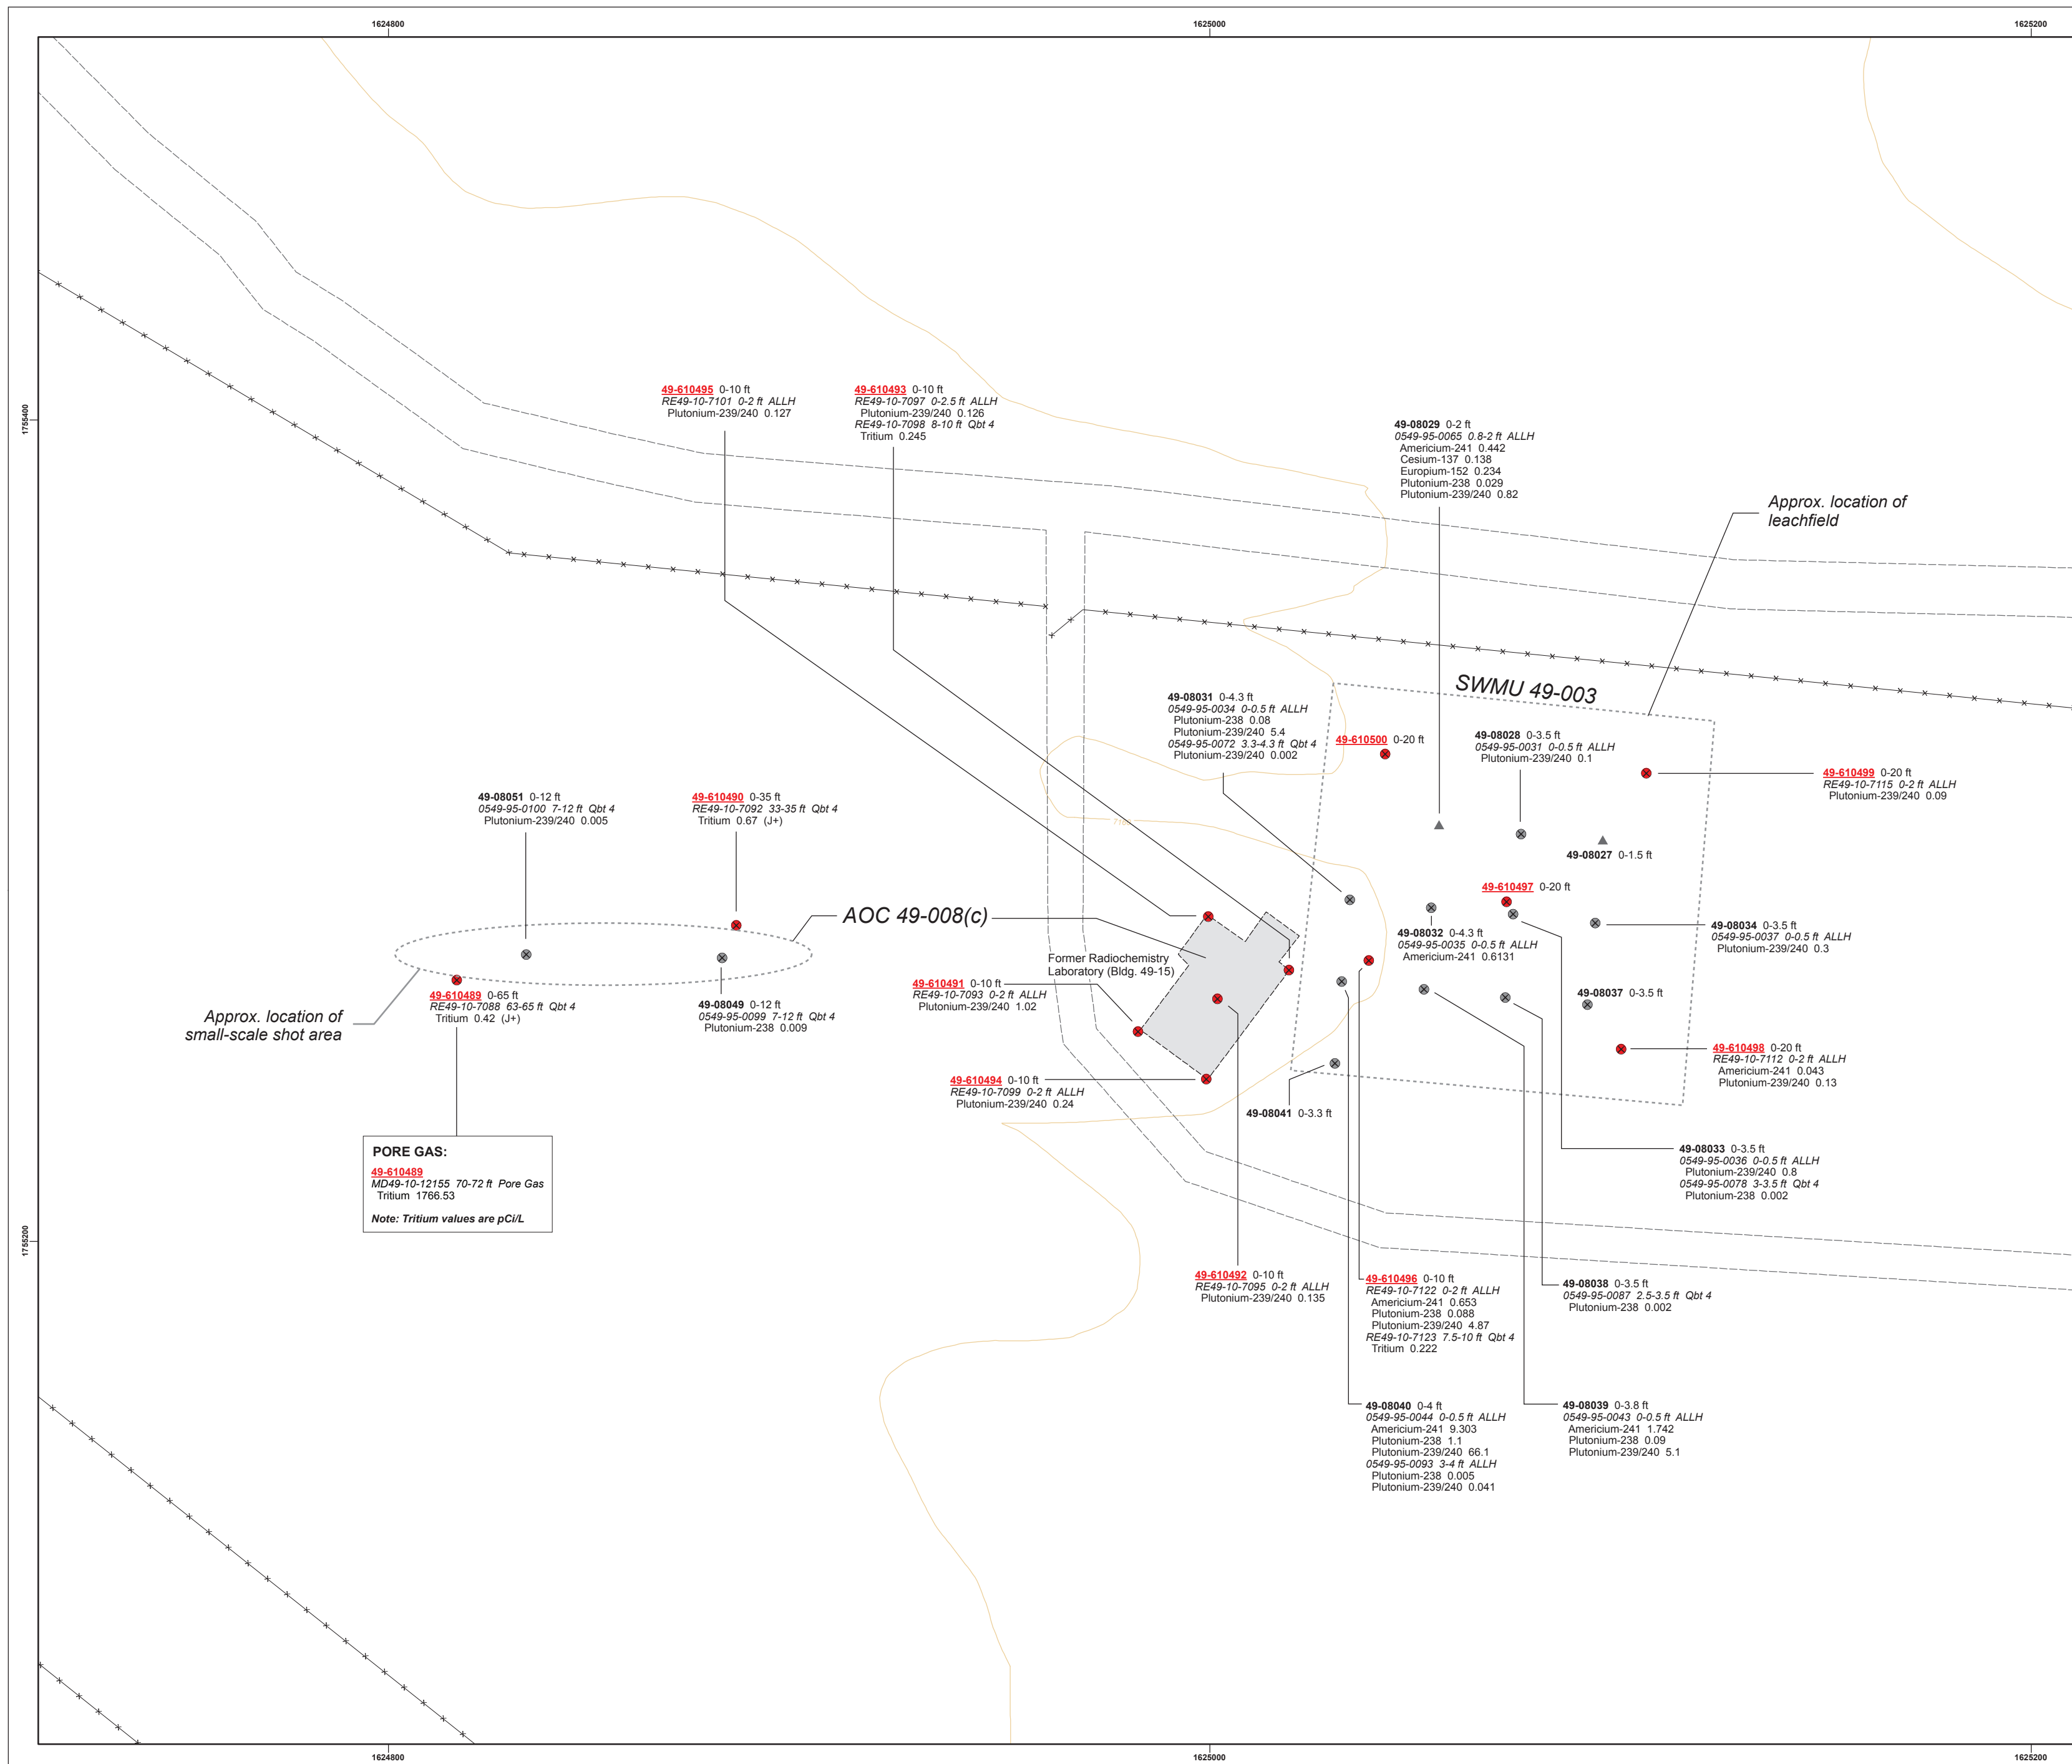 1624800
1625000
1625200
1755400
1755200
49-610495 0-10 ft
RE49-10-7101 0-2 ft ALLH
Plutonium-239/240 0.127
49-610493 0-10 ft
RE49-10-7097 0-2.5 ft ALLH
Plutonium-239/240 0.126
RE49-10-7098 8-10 ft Qbt 4
Tritium 0.245
49-08029 0-2 ft
0549-95-0065 0.8-2 ft ALLH
Americium-241 0.442
Cesium-137 0.138
Europium-152 0.234
Plutonium-238 0.029
Plutonium-239/240 0.82
Approx. location of
leachfield
SWMU 49-003
49-08031 0-4.3 ft
0549-95-0034 0-0.5 ft ALLH
Plutonium-238 0.08
Plutonium-239/240 5.4
0549-95-0072 3.3-4.3 ft Qbt 4
Plutonium-239/240 0.002
49-610500 0-20 ft
49-08028 0-3.5 ft
0549-95-0031 0-0.5 ft ALLH
Plutonium-239/240 0.1
49-610499 0-20 ft
RE49-10-7115 0-2 ft ALLH
Plutonium-239/240 0.09
49-08051 0-12 ft
0549-95-0100 7-12 ft Qbt 4
Plutonium-239/240 0.005
49-610490 0-35 ft
RE49-10-7092 33-35 ft Qbt 4
Tritium 0.67 (J+)
49-08027 0-1.5 ft
49-610497 0-20 ft
AOC 49-008(c)
49-08032 0-4.3 ft
0549-95-0035 0-0.5 ft ALLH
Americium-241 0.6131
49-08034 0-3.5 ft
0549-95-0037 0-0.5 ft ALLH
Plutonium-239/240 0.3
Former Radiochemistry
Laboratory (Bldg. 49-15)
49-610491 0-10 ft
RE49-10-7093 0-2 ft ALLH
Plutonium-239/240 1.02
49-610489 0-65 ft
RE49-10-7088 63-65 ft Qbt 4
Tritium 0.42 (J+)
49-08049 0-12 ft
0549-95-0099 7-12 ft Qbt 4
Plutonium-238 0.009
49-08037 0-3.5 ft
Approx. location of
small-scale shot area
49-610498 0-20 ft
RE49-10-7112 0-2 ft ALLH
Americium-241 0.043
Plutonium-239/240 0.13
49-610494 0-10 ft
RE49-10-7099 0-2 ft ALLH
Plutonium-239/240 0.24
49-08041 0-3.3 ft
PORE GAS:
49-610489
MD49-10-12155 70-72 ft Pore Gas
Tritium 1766.53
Note: Tritium values are pCi/L
49-08033 0-3.5 ft
0549-95-0036 0-0.5 ft ALLH
Plutonium-239/240 0.8
0549-95-0078 3-3.5 ft Qbt 4
Plutonium-238 0.002
49-610492 0-10 ft
RE49-10-7095 0-2 ft ALLH
Plutonium-239/240 0.135
49-610496 0-10 ft
RE49-10-7122 0-2 ft ALLH
Americium-241 0.653
Plutonium-238 0.088
Plutonium-239/240 4.87
RE49-10-7123 7.5-10 ft Qbt 4
Tritium 0.222
49-08038 0-3.5 ft
0549-95-0087 2.5-3.5 ft Qbt 4
Plutonium-238 0.002
49-08040 0-4 ft
0549-95-0044 0-0.5 ft ALLH
Americium-241 9.303
Plutonium-238 1.1
Plutonium-239/240 66.1
0549-95-0093 3-4 ft ALLH
Plutonium-238 0.005
Plutonium-239/240 0.041
49-08039 0-3.8 ft
0549-95-0043 0-0.5 ft ALLH
Americium-241 1.742
Plutonium-238 0.09
Plutonium-239/240 5.1
1624800
1625000
1625200